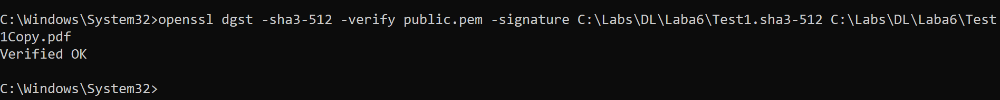 C:\Windows\System32>openssl dgst -sha3-512 -verify public.pem -signature C:\Labs\DL\Laba6\Test1.sha3-512 C:\Labs\DL\Laba6\Test
1Copy.pdf
Verified OK
C:\Windows\System32>